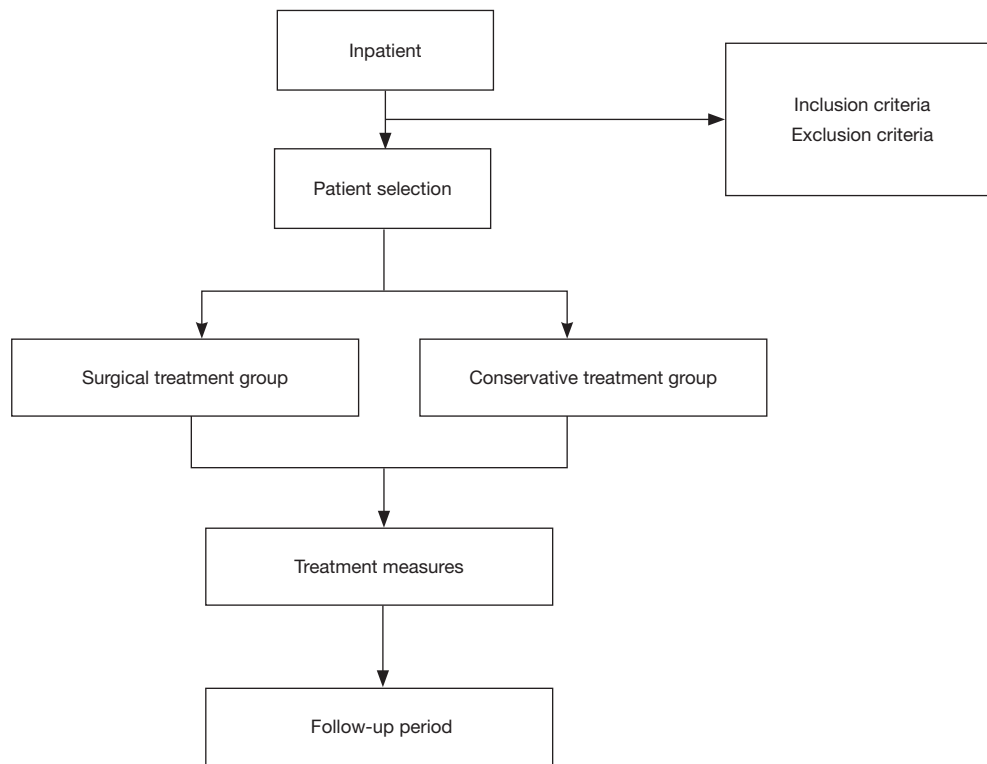 Inpatient
Inclusion criteria
Exclusion criteria
Patient selection
Surgical treatment group
Conservative treatment group
Treatment measures
Follow-up period